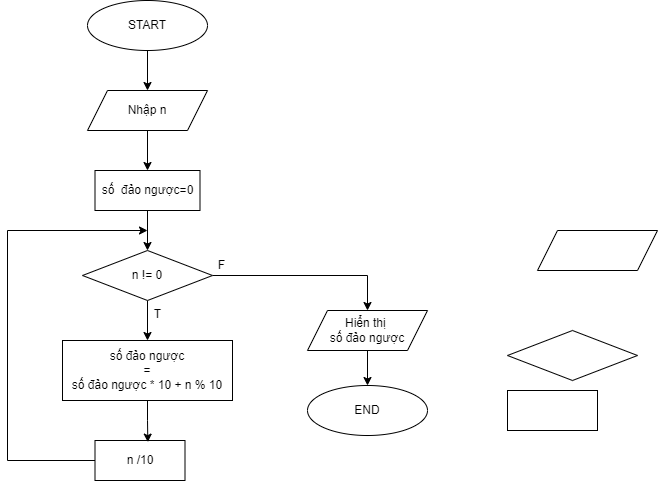 START
Nhập n
số đảo ngược=0
n != 0
F
T
Hiển thị
số đảo ngược
số đảo ngược
=
số đảo ngược * 10 + n % 10
END
n /10